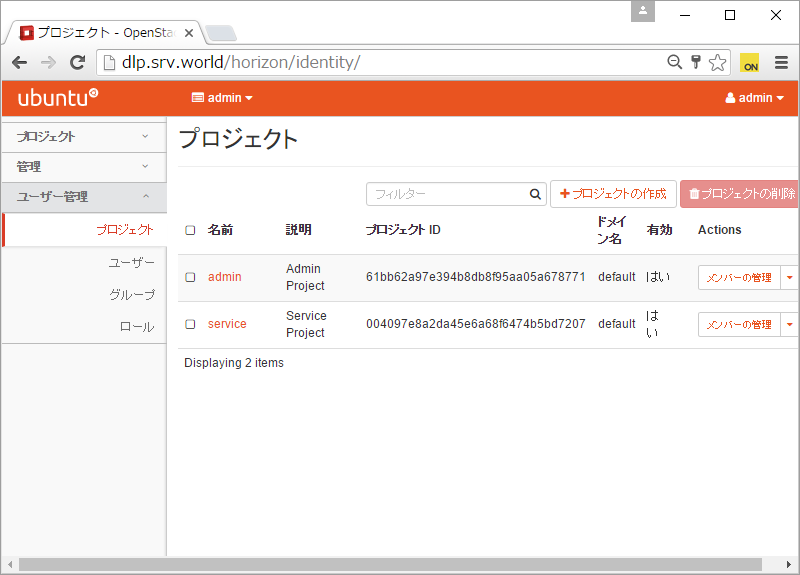 プロジェクト - OpenSta
dlp.srv.world/horizon/identity/
ON
ubuntu
admin
admin
プロジェクト
管理
ユーザー管理
プロジェクト
ユーザー
グループ
ロール
プロジェクト
フィルター
+プロジェクトの作成
プロジェクトの削除
名前 説明 プロジェクト ID ドメイン名 有効 Actions
admin Admin Project 61bb62a97e394b8db8f95aa05a678771 default はい メンバーの管理
service Service Project 004097e8a2da45e6a68f6474b5bd7207 default はい メンバーの管理
Displaying 2 items